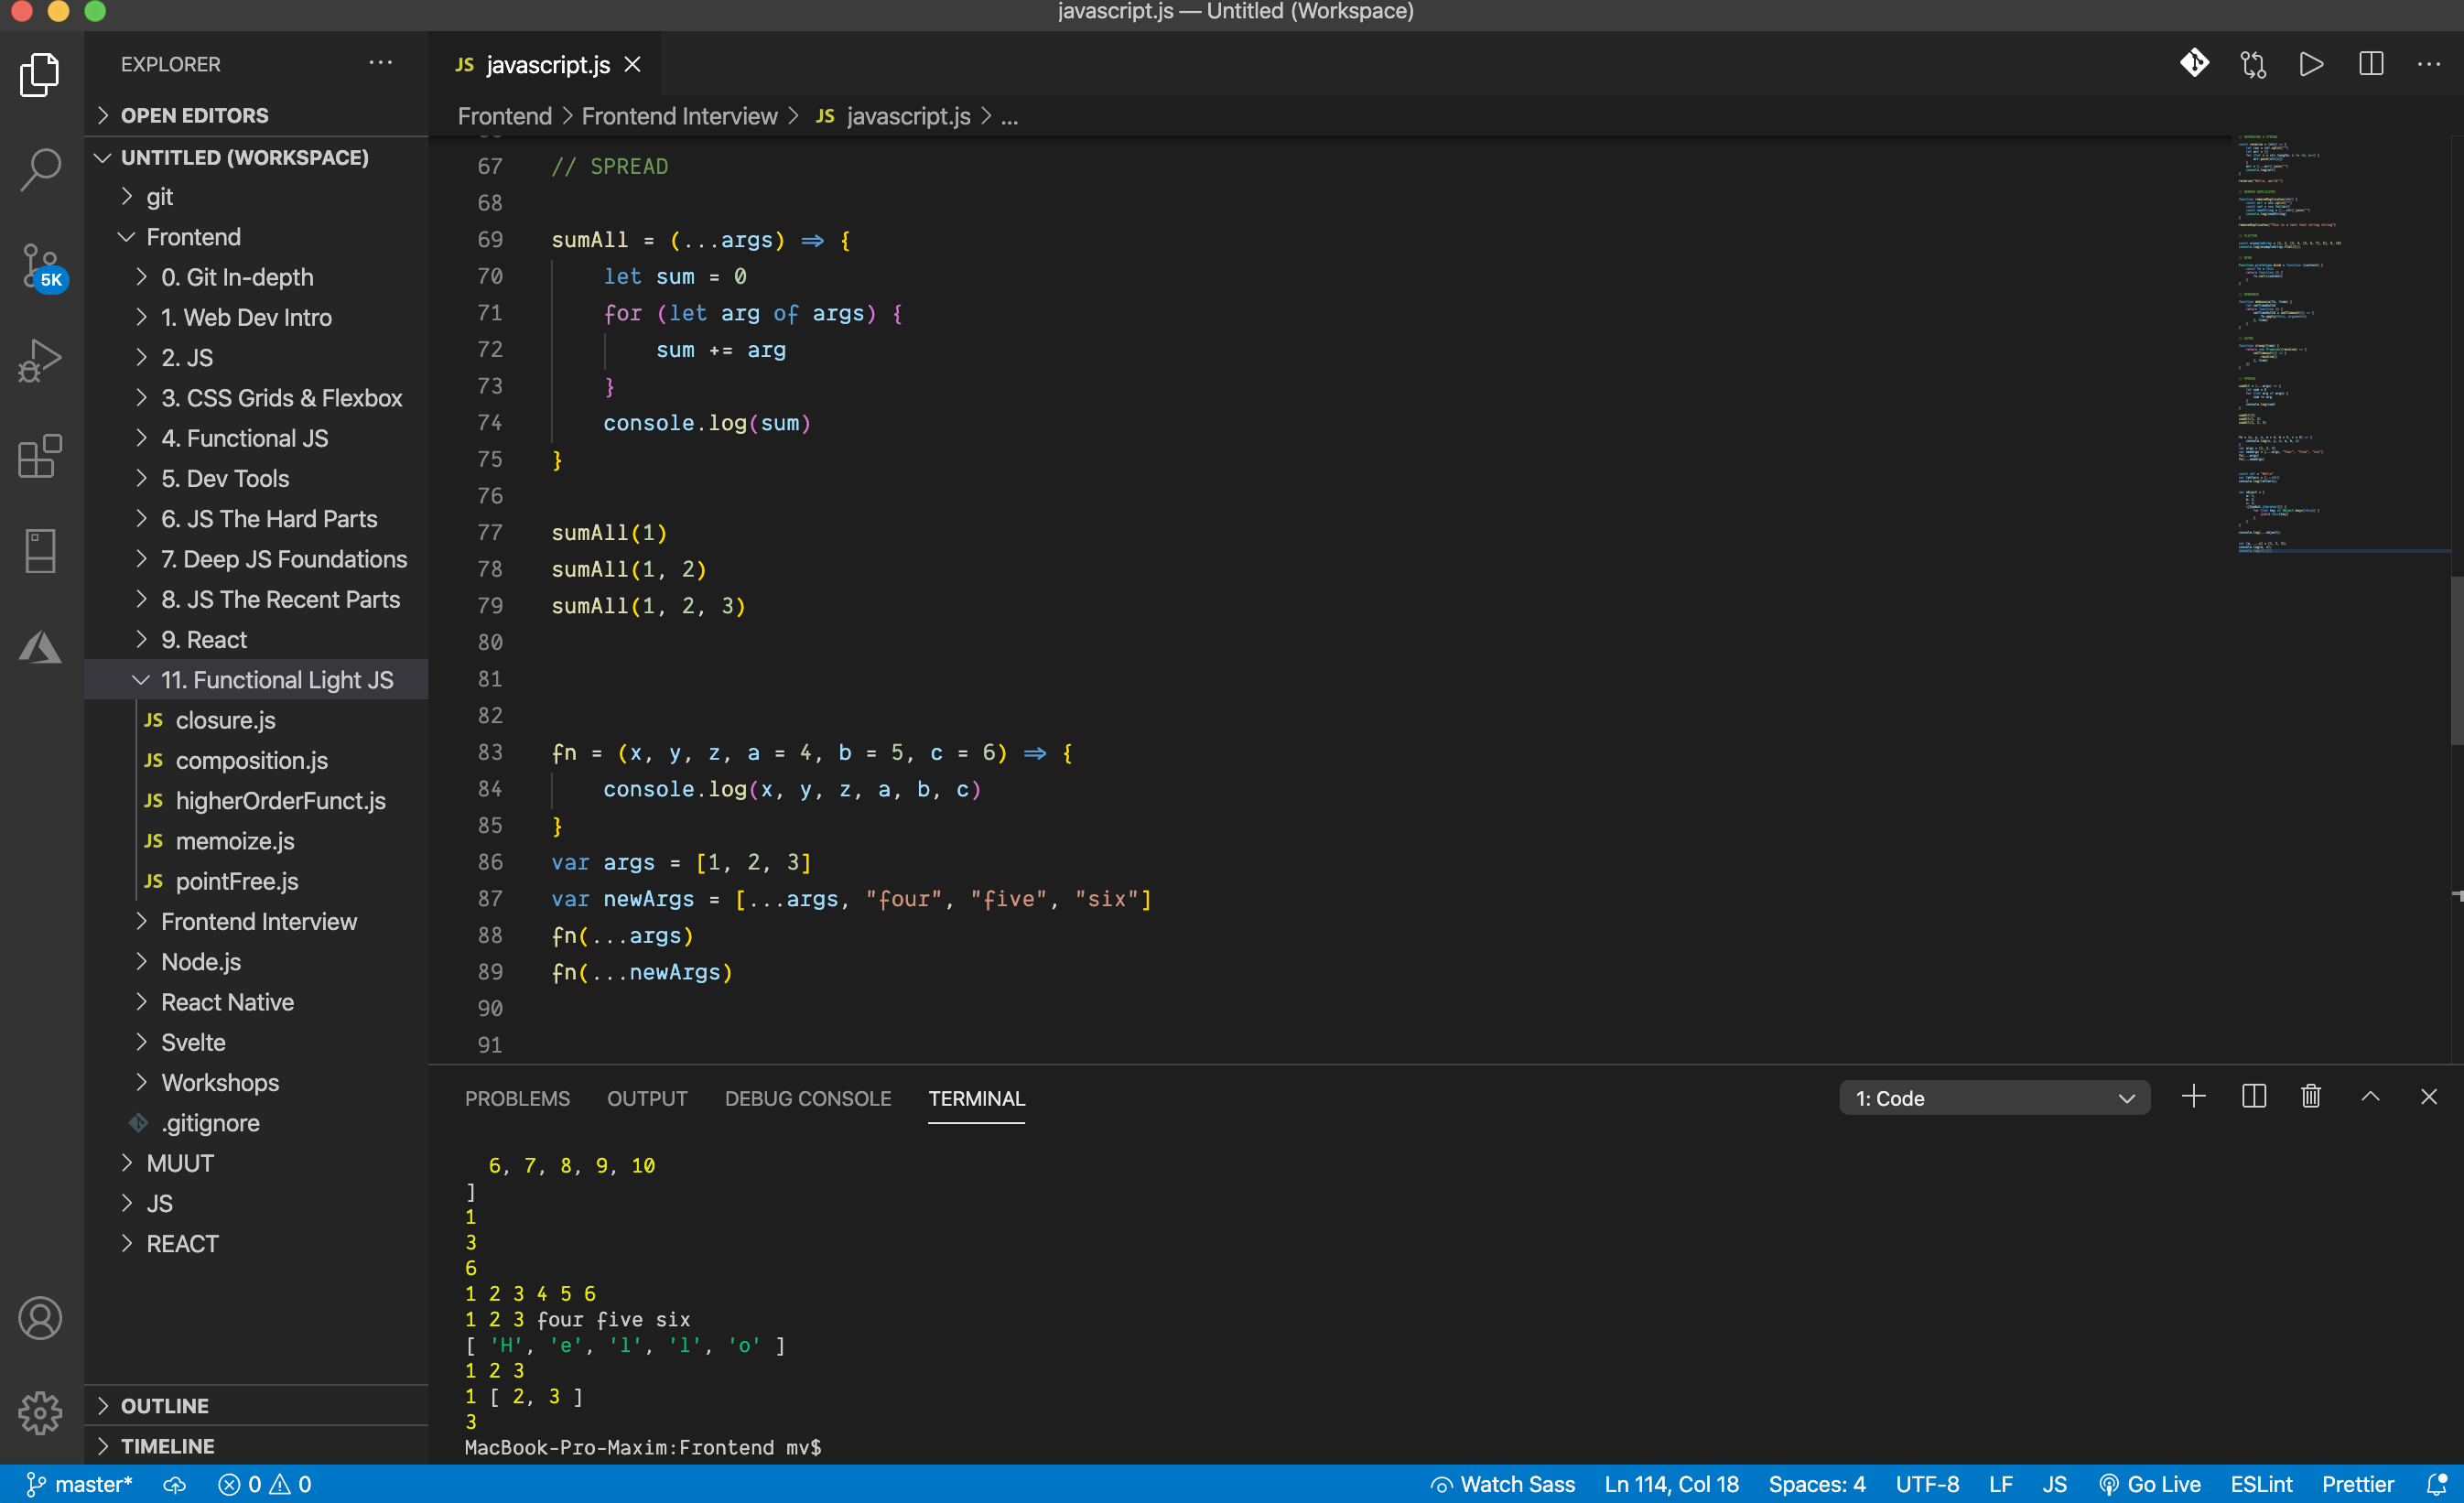 javascript.js — Untitled (Workspace)
EXPLORER
OPEN EDITORS
UNTITLED (WORKSPACE)
git
Frontend
0. Git In-depth
1. Web Dev Intro
2. JS
3. CSS Grids & Flexbox
4. Functional JS
5. Dev Tools
6. JS The Hard Parts
7. Deep JS Foundations
8. JS The Recent Parts
9. React
11. Functional Light JS
JS closure.js
JS composition.js
JS higherOrderFunct.js
JS memoize.js
JS pointFree.js
Frontend Interview
Node.js
React Native
Svelte
Workshops
.gitignore
MUUT
JS
REACT
OUTLINE
TIMELINE
5K
JS javascript.js
Frontend > Frontend Interview > JS javascript.js > ...
67 // SPREAD
68
69 sumAll = (...args) => {
70 let sum = 0
71 for (let arg of args) {
72 sum += arg
73 }
74 console.log(sum)
75 }
76
77 sumAll(1)
78 sumAll(1, 2)
79 sumAll(1, 2, 3)
80
81
82
83 fn = (x, y, z, a = 4, b = 5, c = 6) => {
84 console.log(x, y, z, a, b, c)
85 }
86 var args = [1, 2, 3]
87 var newArgs = [...args, "four", "five", "six"]
88 fn(...args)
89 fn(...newArgs)
90
91
PROBLEMS OUTPUT DEBUG CONSOLE TERMINAL 1: Code
6, 7, 8, 9, 10
]
1
3
6
1 2 3 4 5 6
1 2 3 four five six
[ 'H', 'e', 'l', 'l', 'o' ]
1 2 3
1 [ 2, 3 ]
3
MacBook-Pro-Maxim:Frontend mv$
master* 0 0 Watch Sass Ln 114, Col 18 Spaces: 4 UTF-8 LF JS Go Live ESLint Prettier